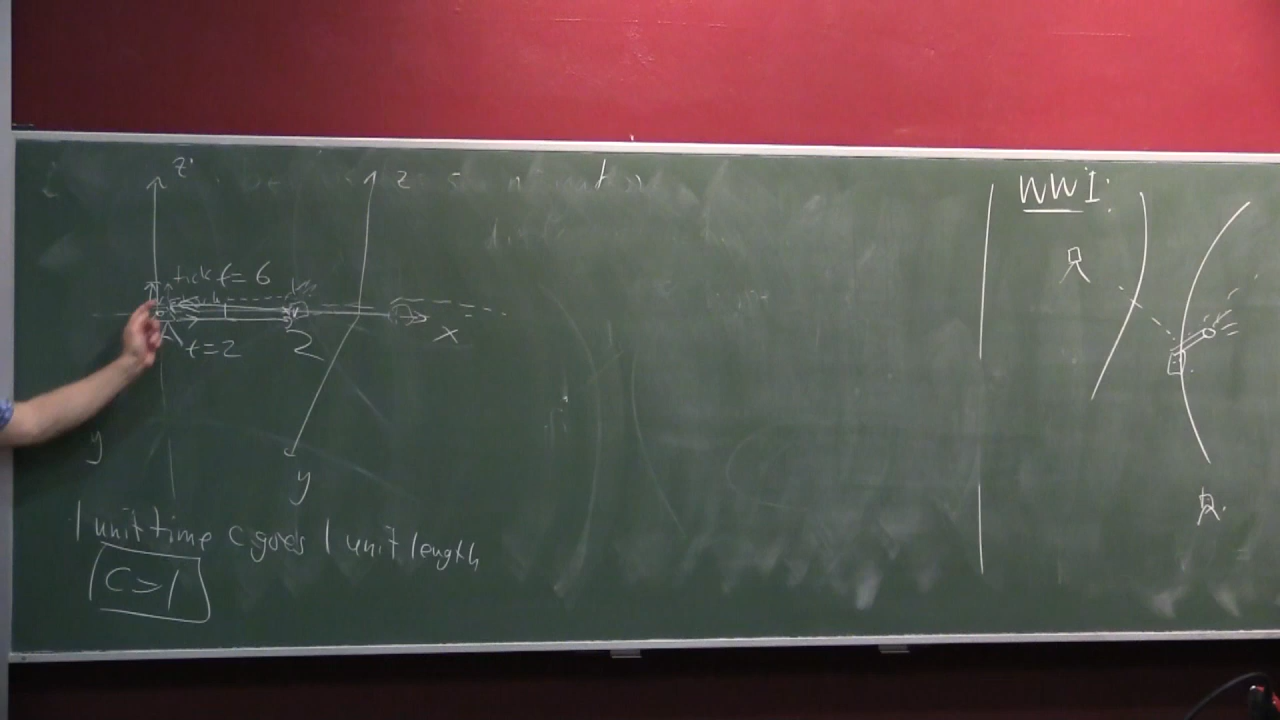 z'
z
WWI:
tick t=6
t=2
2
x
y
y
1 unit time c goes 1 unit length
C=1